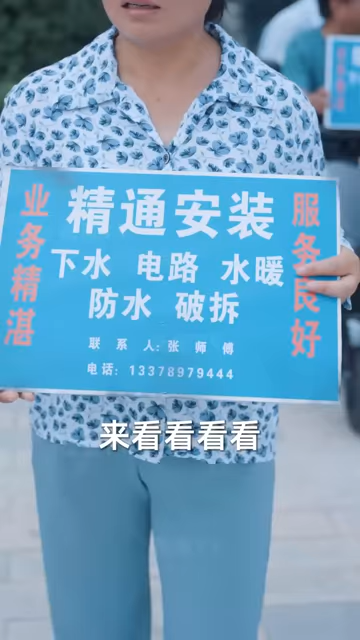 业务精湛
精通安装
下水 电路 水暖
防水 破拆
联 系 人: 张 师 傅
电话: 13378979444
服务良好
来看看看看